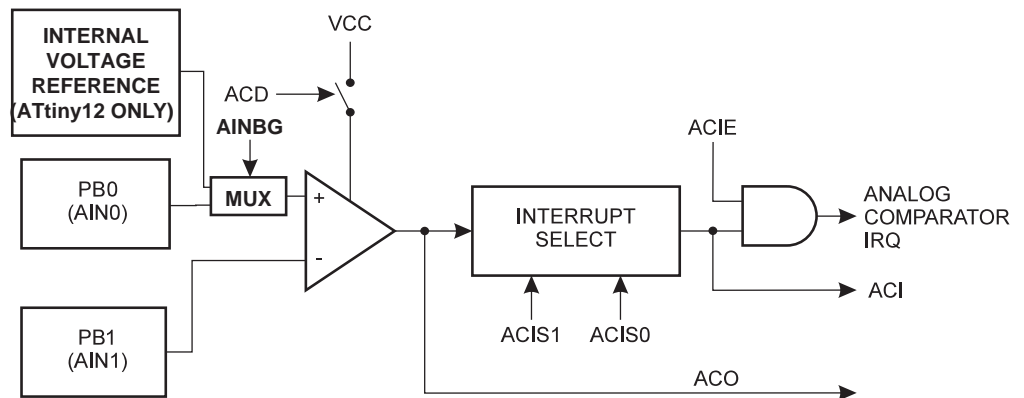 INTERNAL
VOLTAGE
REFERENCE
(ATtiny12 ONLY)
VCC
ACD
AINBG
MUX
PB0
(AIN0)
+
-
PB1
(AIN1)
INTERRUPT
SELECT
ACIS1
ACIS0
ACIE
ANALOG
COMPARATOR
IRQ
ACI
ACO